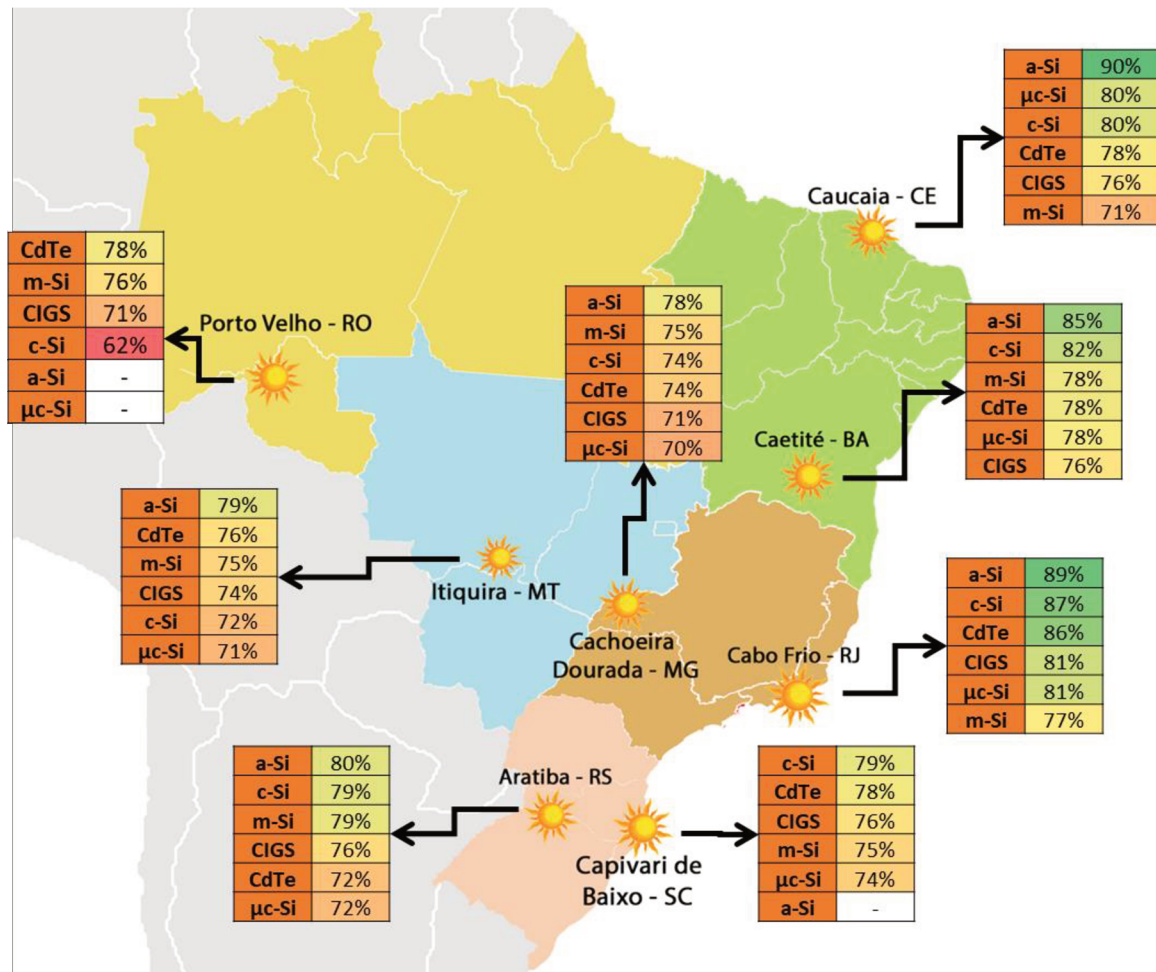 a-Si 90%
µc-Si 80%
c-Si 80%
CdTe 78%
CIGS 76%
m-Si 71%
Caucaia - CE
CdTe 78%
m-Si 76%
CIGS 71%
c-Si 62%
a-Si -
µc-Si -
Porto Velho - RO
a-Si 78%
m-Si 75%
c-Si 74%
CdTe 74%
CIGS 71%
µc-Si 70%
a-Si 85%
c-Si 82%
m-Si 78%
CdTe 78%
µc-Si 78%
CIGS 76%
Caetité - BA
a-Si 79%
CdTe 76%
m-Si 75%
CIGS 74%
c-Si 72%
µc-Si 71%
Itiquira - MT
Cachoeira
Dourada - MG
Cabo Frio - RJ
a-Si 89%
c-Si 87%
CdTe 86%
CIGS 81%
µc-Si 81%
m-Si 77%
a-Si 80%
c-Si 79%
m-Si 79%
CIGS 76%
CdTe 72%
µc-Si 72%
Aratiba - RS
Capivari de
Baixo - SC
c-Si 79%
CdTe 78%
CIGS 76%
m-Si 75%
µc-Si 74%
a-Si -